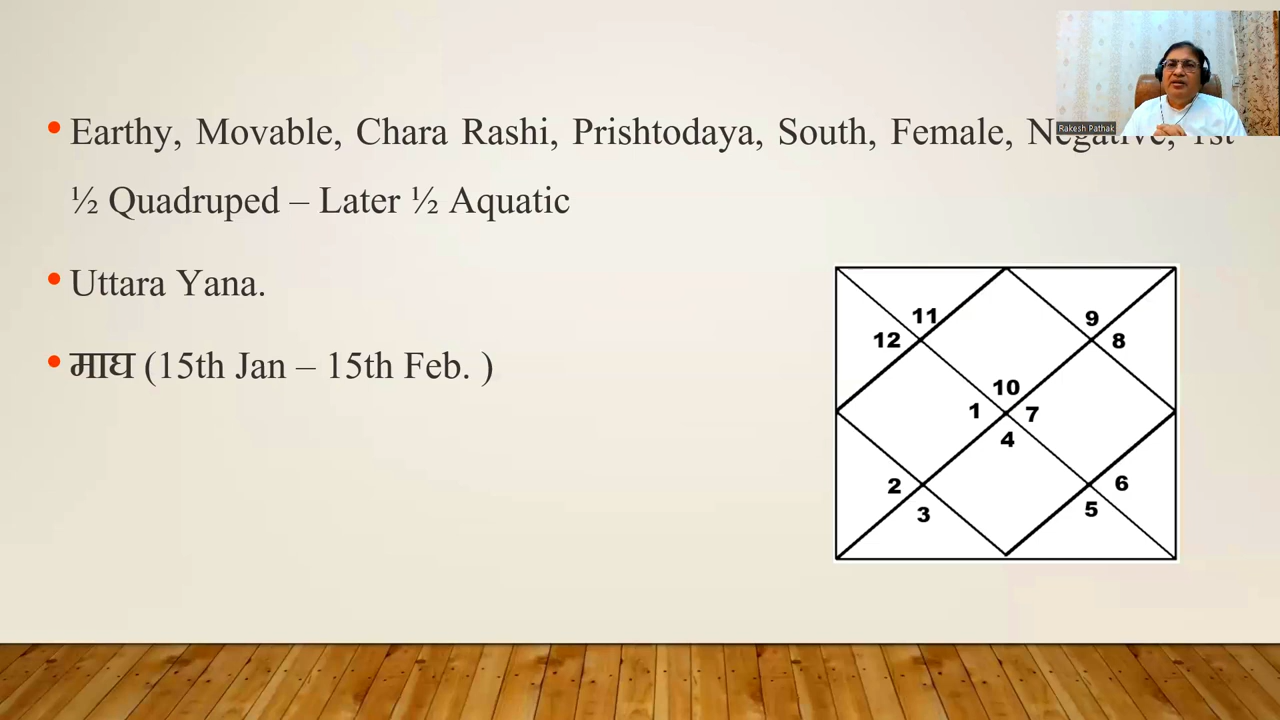 Earthy, Movable, Chara Rashi, Prishtodaya, South, Female, Negative, 1st
½ Quadruped – Later ½ Aquatic
Uttara Yana.
माघ (15th Jan – 15th Feb. )
Rakesh Pathak
11 9
12 8
10
1 7
4
2 6
3 5